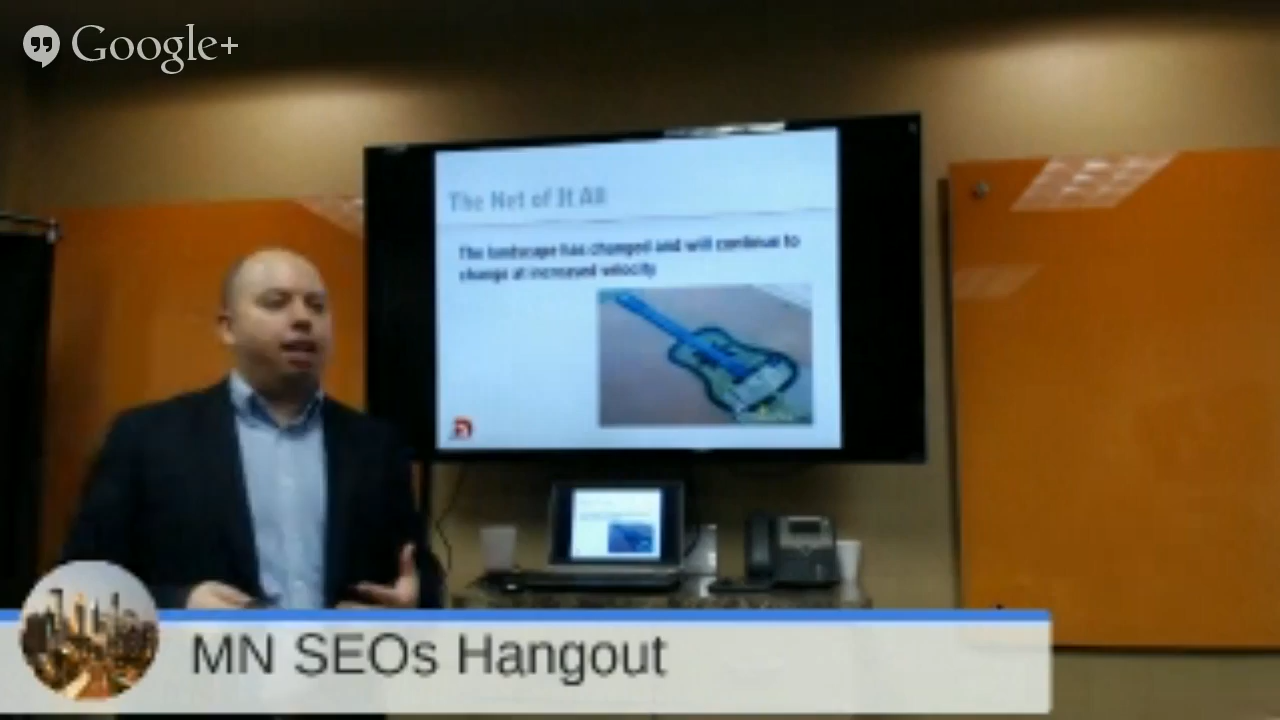 Google+
The Net of It All
The landscape has changed and will continue to
change at increased velocity
MN SEOs Hangout